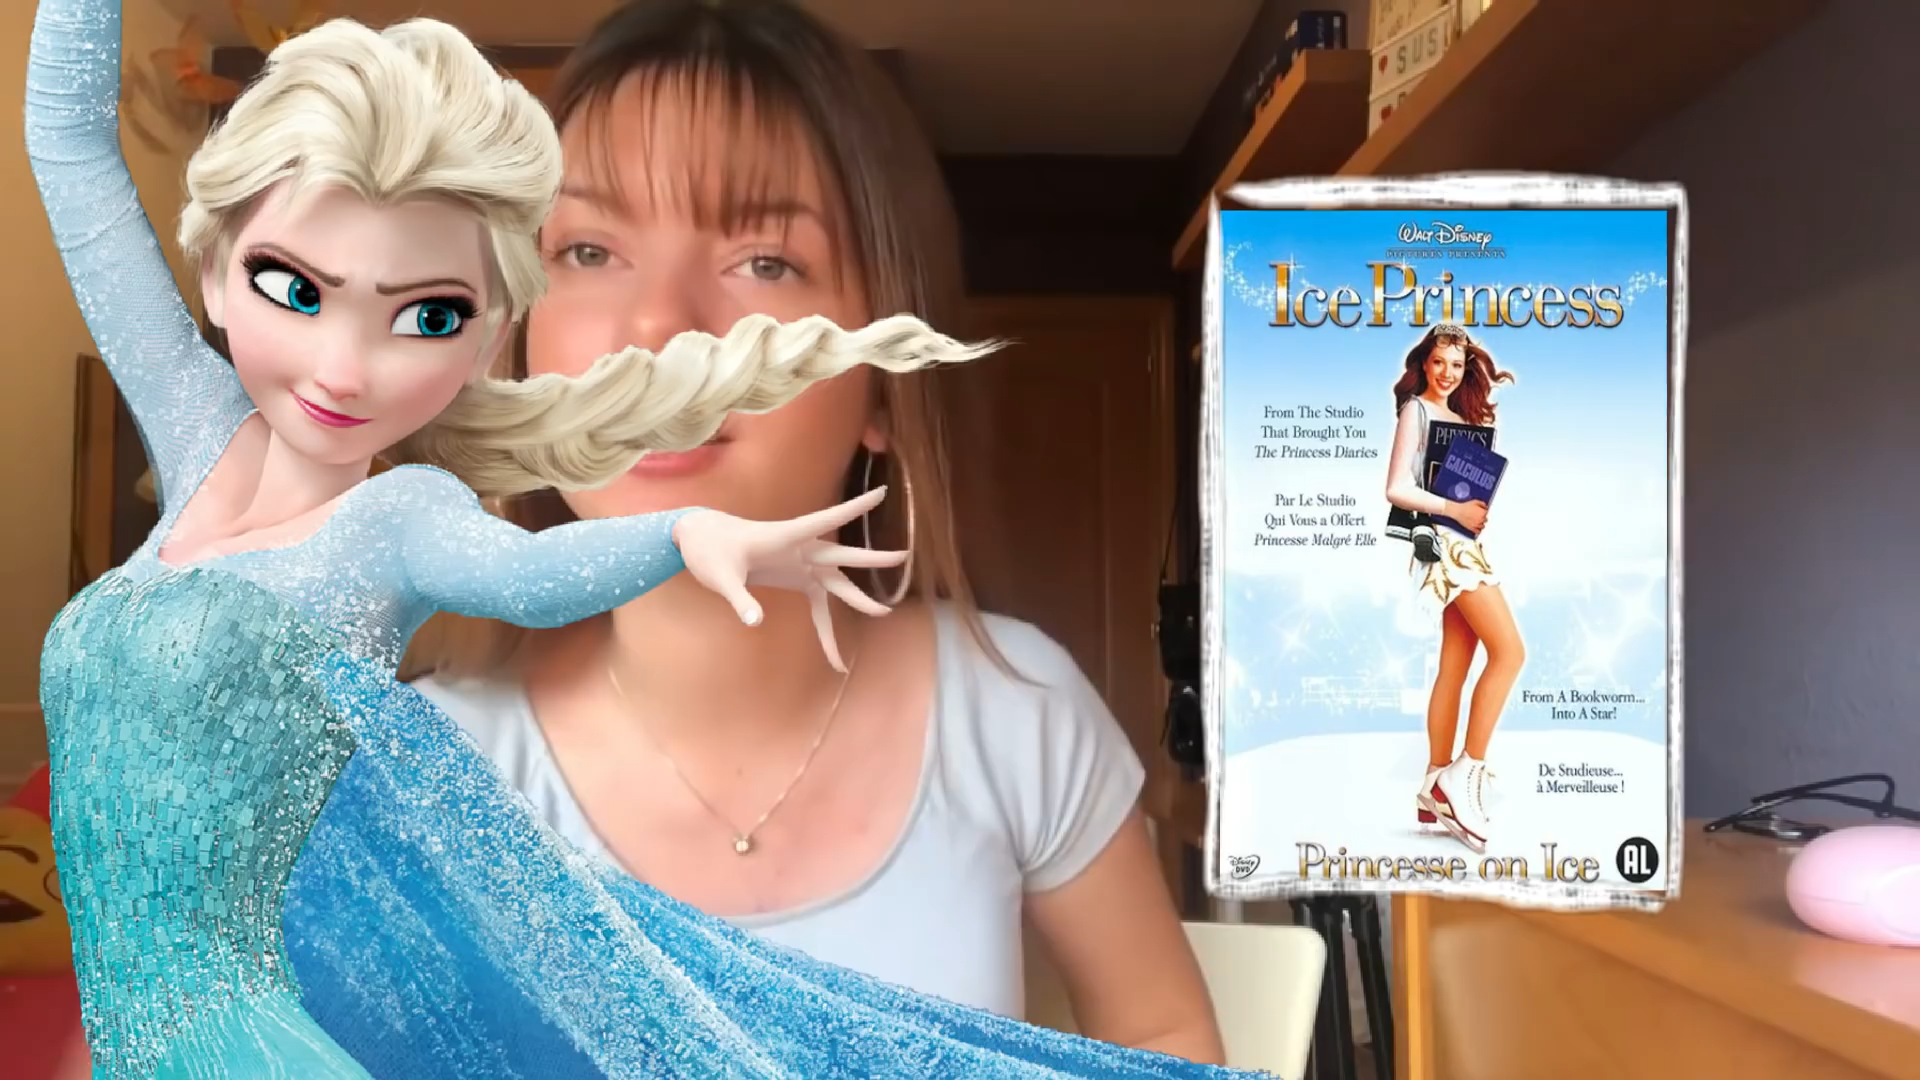 SUSI
WALT DISNEY
PICTURES PRESENTS
Ice Princess
From The Studio
That Brought You
The Princess Diaries
Par Le Studio
Qui Vous a Offert
Princesse Malgré Elle
PHYSICS
CALCULUS
From A Bookworm...
Into A Star!
De Studieuse...
à Merveilleuse !
Disney
DVD
Princesse on Ice
AL